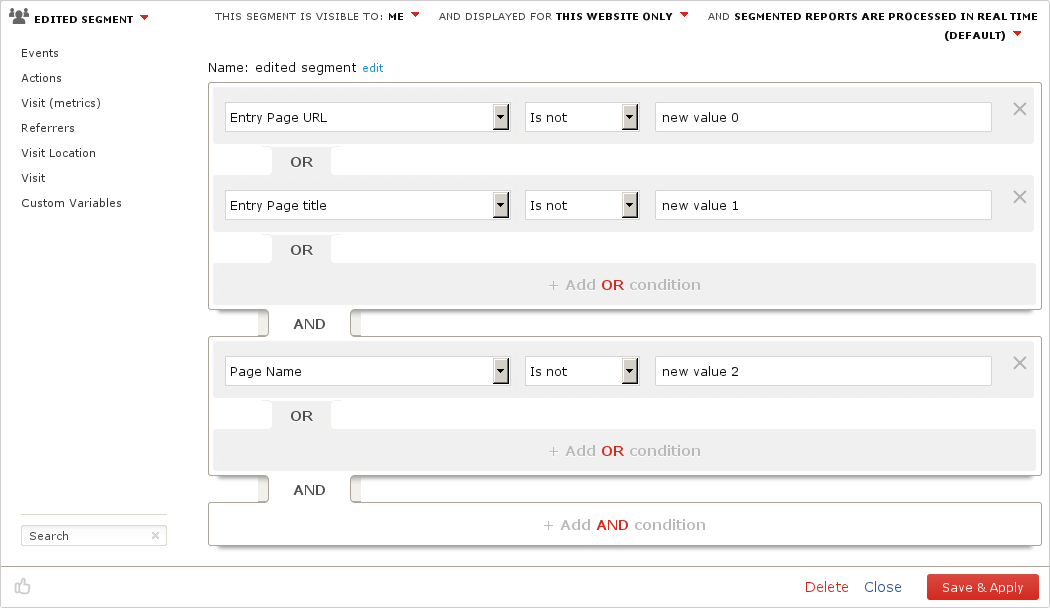 EDITED SEGMENT
THIS SEGMENT IS VISIBLE TO: ME AND DISPLAYED FOR THIS WEBSITE ONLY AND SEGMENTED REPORTS ARE PROCESSED IN REAL TIME
(DEFAULT)
Events
Actions
Visit (metrics)
Referrers
Visit Location
Visit
Custom Variables
Search ×
Name: edited segment edit
Entry Page URL Is not new value 0
OR
Entry Page title Is not new value 1
OR
+ Add OR condition
AND
Page Name Is not new value 2
OR
+ Add OR condition
AND
+ Add AND condition
Delete Close Save & Apply